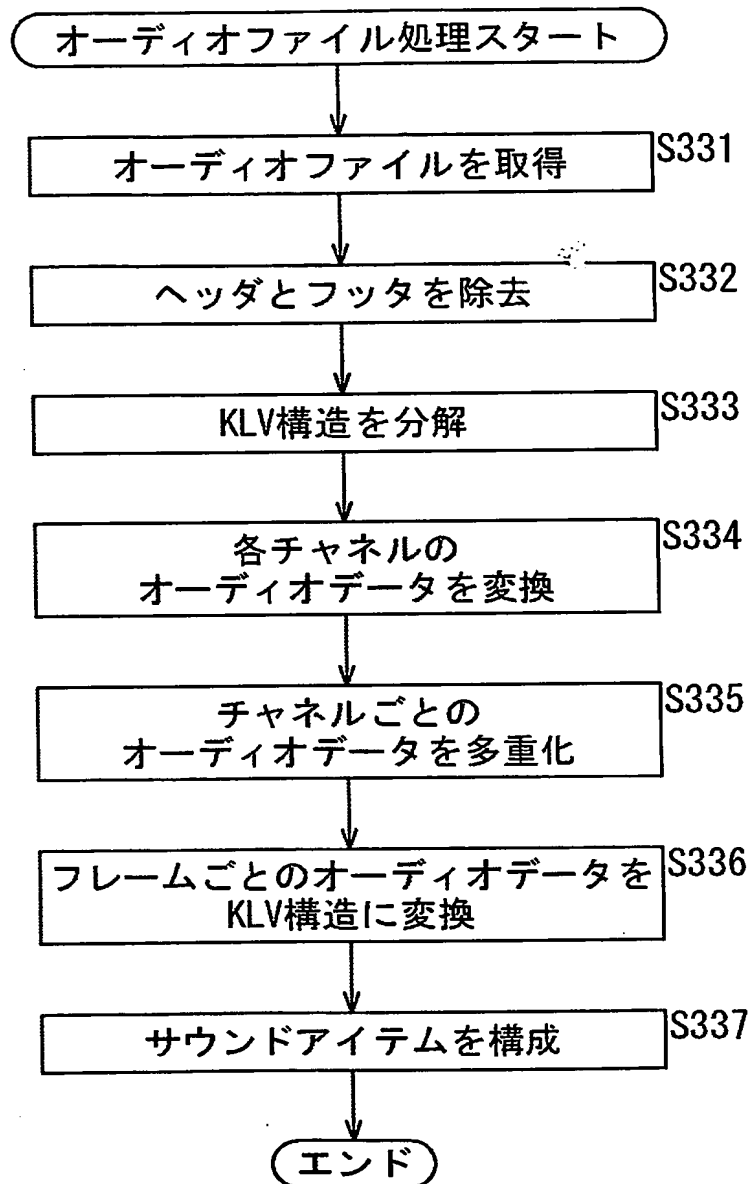 オーディオファイル処理スタート
オーディオファイルを取得
S331
ヘッダとフッタを除去
S332
KLV構造を分解
S333
各チャネルの
オーディオデータを変換
S334
チャネルごとの
オーディオデータを多重化
S335
フレームごとのオーディオデータを
KLV構造に変換
S336
サウンドアイテムを構成
S337
エンド